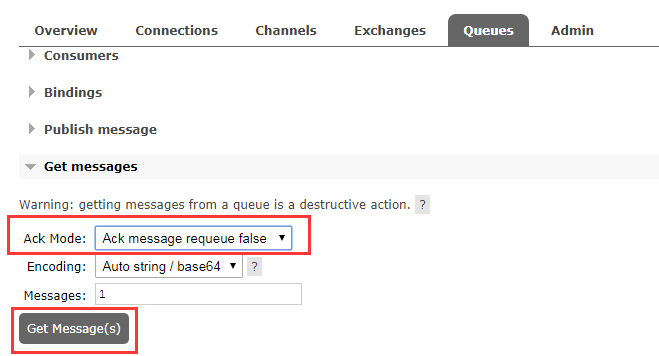 Overview Connections Channels Exchanges Queues Admin
Consumers
Bindings
Publish message
Get messages
Warning: getting messages from a queue is a destructive action. ?
Ack Mode: Ack message requeue false
Encoding: Auto string / base64 ?
Messages: 1
Get Message(s)